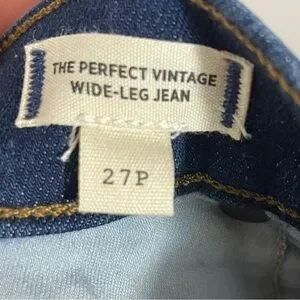 THE PERFECT VINTAGE
WIDE-LEG JEAN
27P